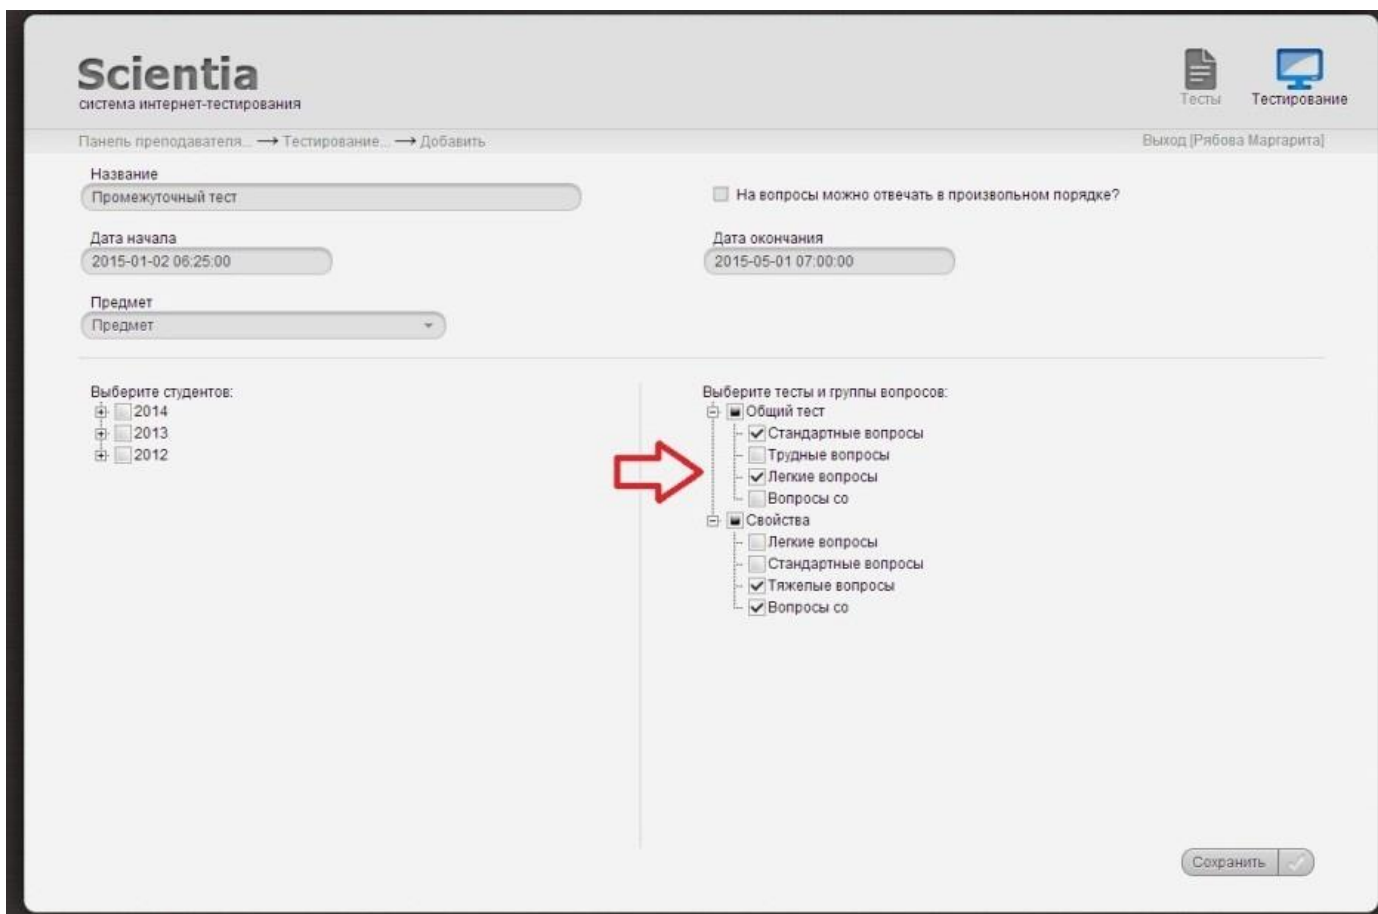 Scientia
система интернет-тестирования
Тесты
Тестирование
Панель преподавателя... → Тестирование... → Добавить
Выход [Рябова Маргарита]
Название
Промежуточный тест
На вопросы можно отвечать в произвольном порядке?
Дата начала
2015-01-02 06:25:00
Дата окончания
2015-05-01 07:00:00
Предмет
Предмет
Выберите студентов:
2014
2013
2012
Выберите тесты и группы вопросов:
Общий тест
Стандартные вопросы
Трудные вопросы
Легкие вопросы
Вопросы со
Свойства
Легкие вопросы
Стандартные вопросы
Тяжелые вопросы
Вопросы со
Сохранить